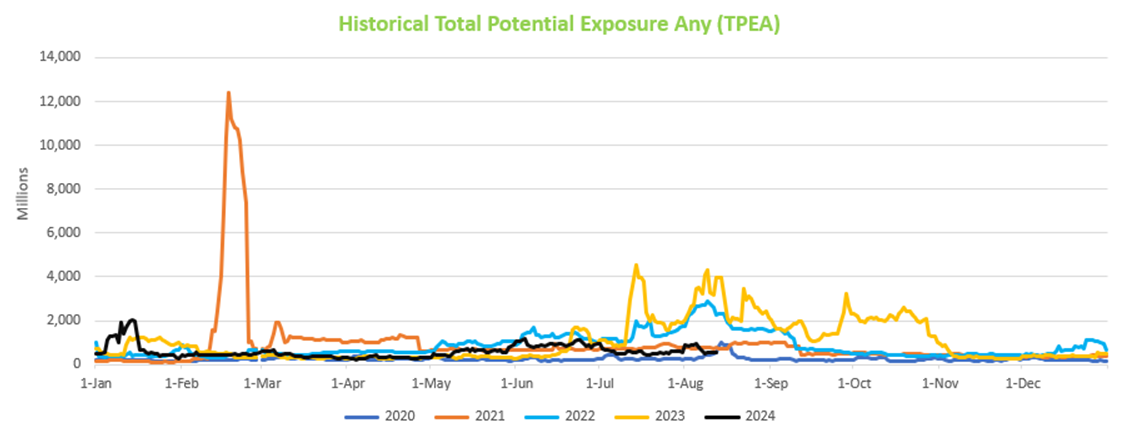 Historical Total Potential Exposure Any (TPEA)
14,000
12,000
10,000
8,000
6,000
4,000
2,000
0
Millions
1-Jan 1-Feb 1-Mar 1-Apr 1-May 1-Jun 1-Jul 1-Aug 1-Sep 1-Oct 1-Nov 1-Dec
2020 2021 2022 2023 2024